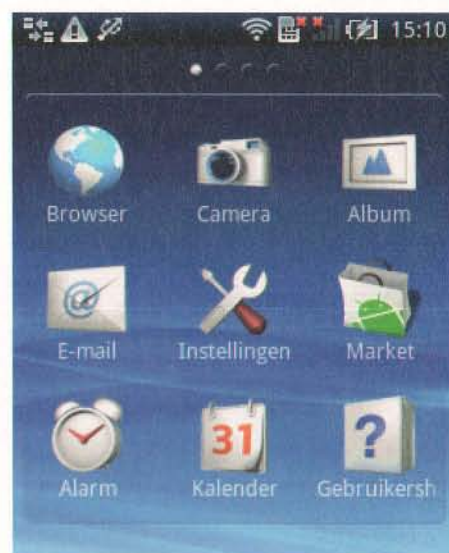 15:10
Browser Camera Album
@
E-mail Instellingen Market
31 ?
Alarm Kalender Gebruikersh